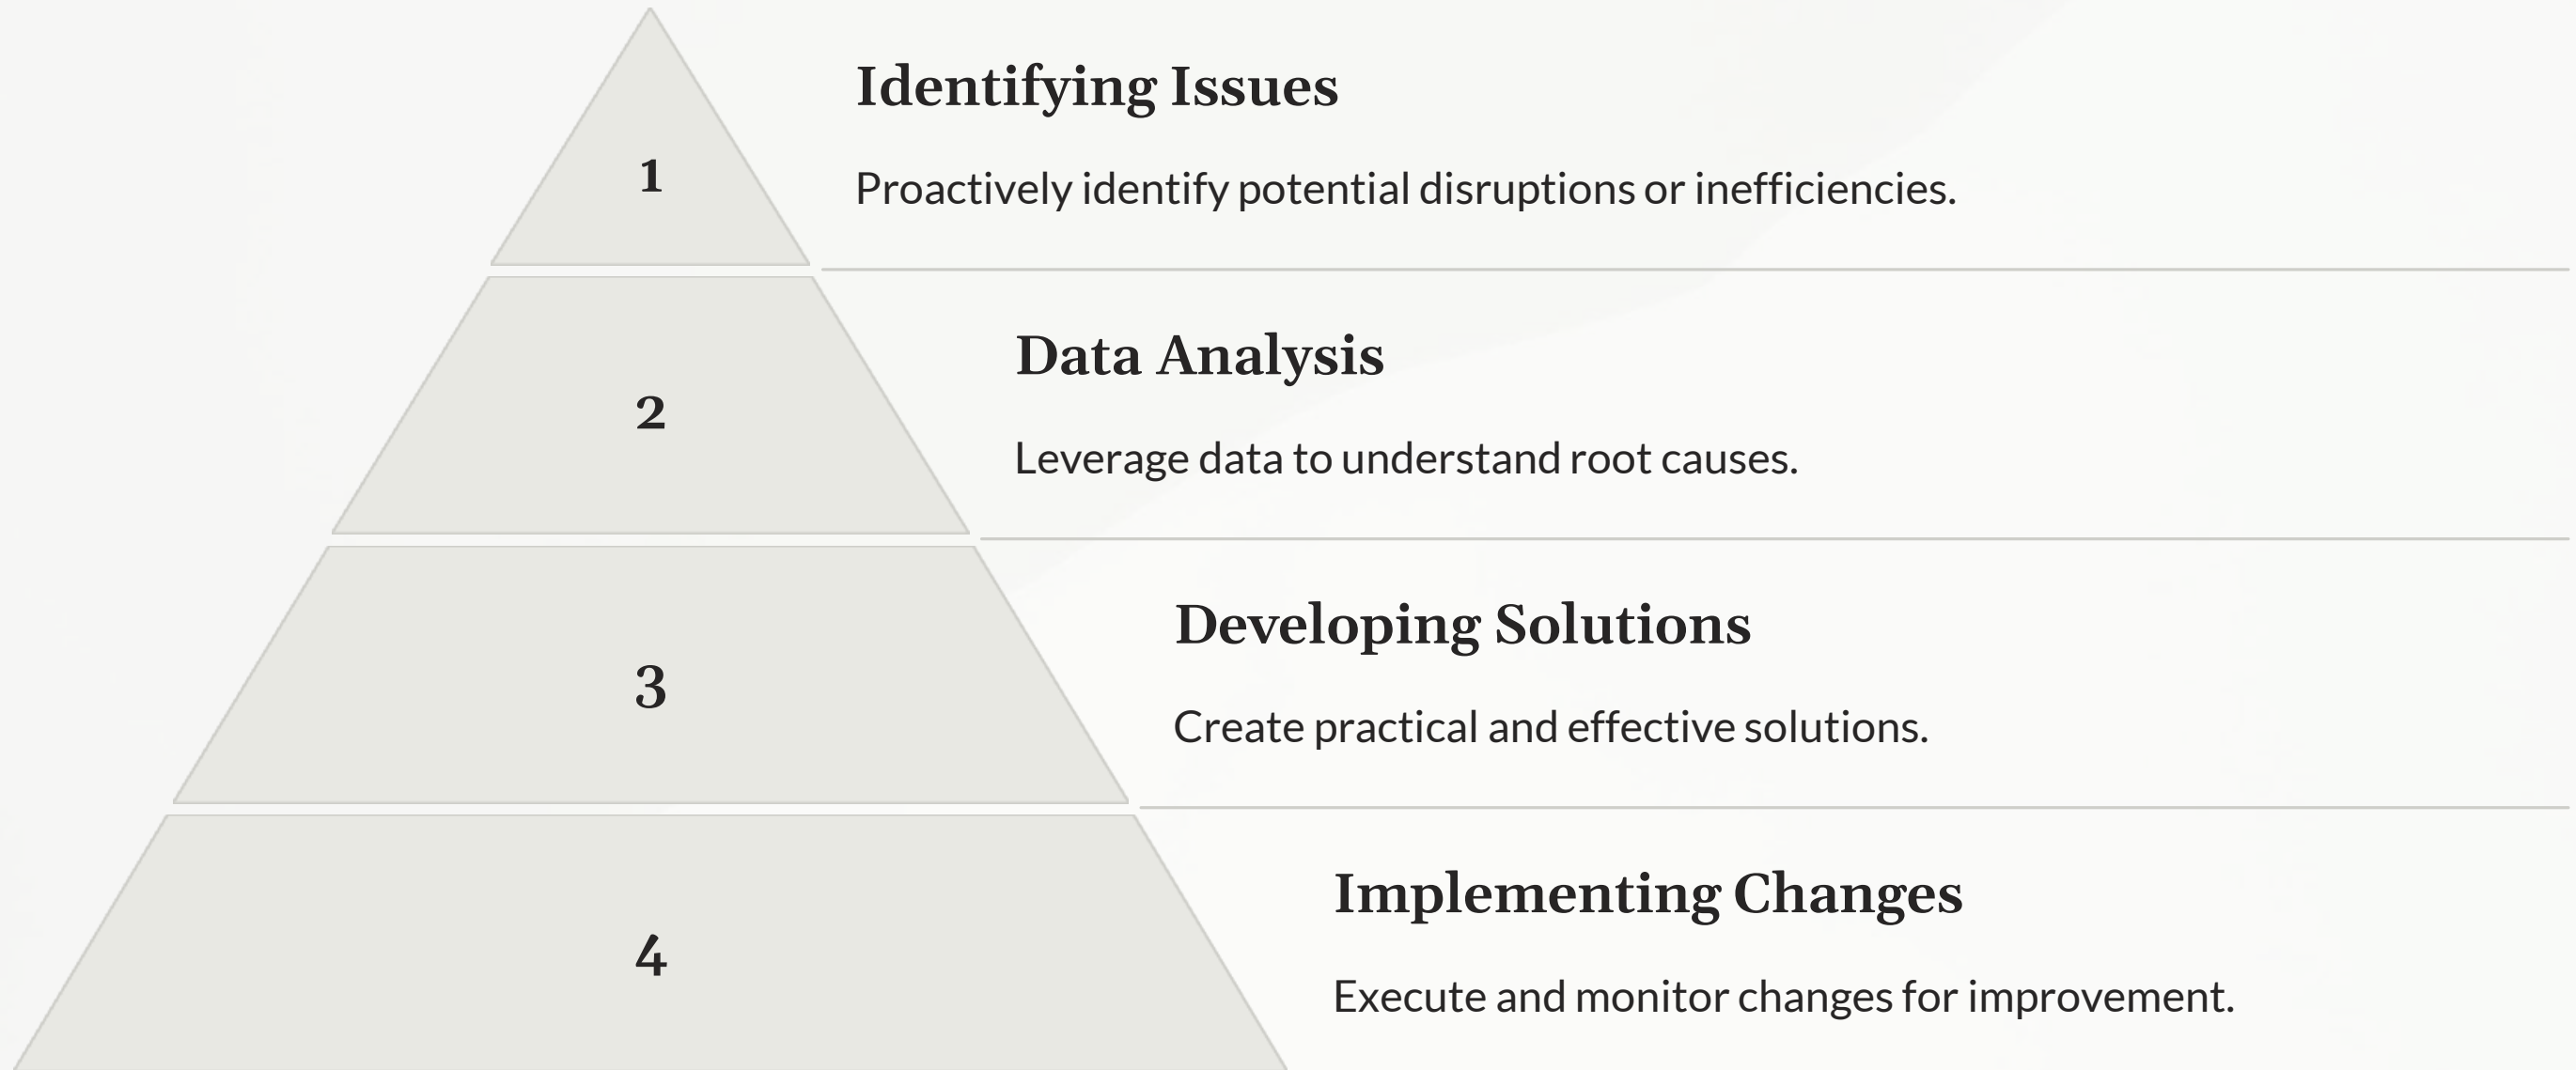 1
Identifying Issues
Proactively identify potential disruptions or inefficiencies.
2
Data Analysis
Leverage data to understand root causes.
3
Developing Solutions
Create practical and effective solutions.
4
Implementing Changes
Execute and monitor changes for improvement.